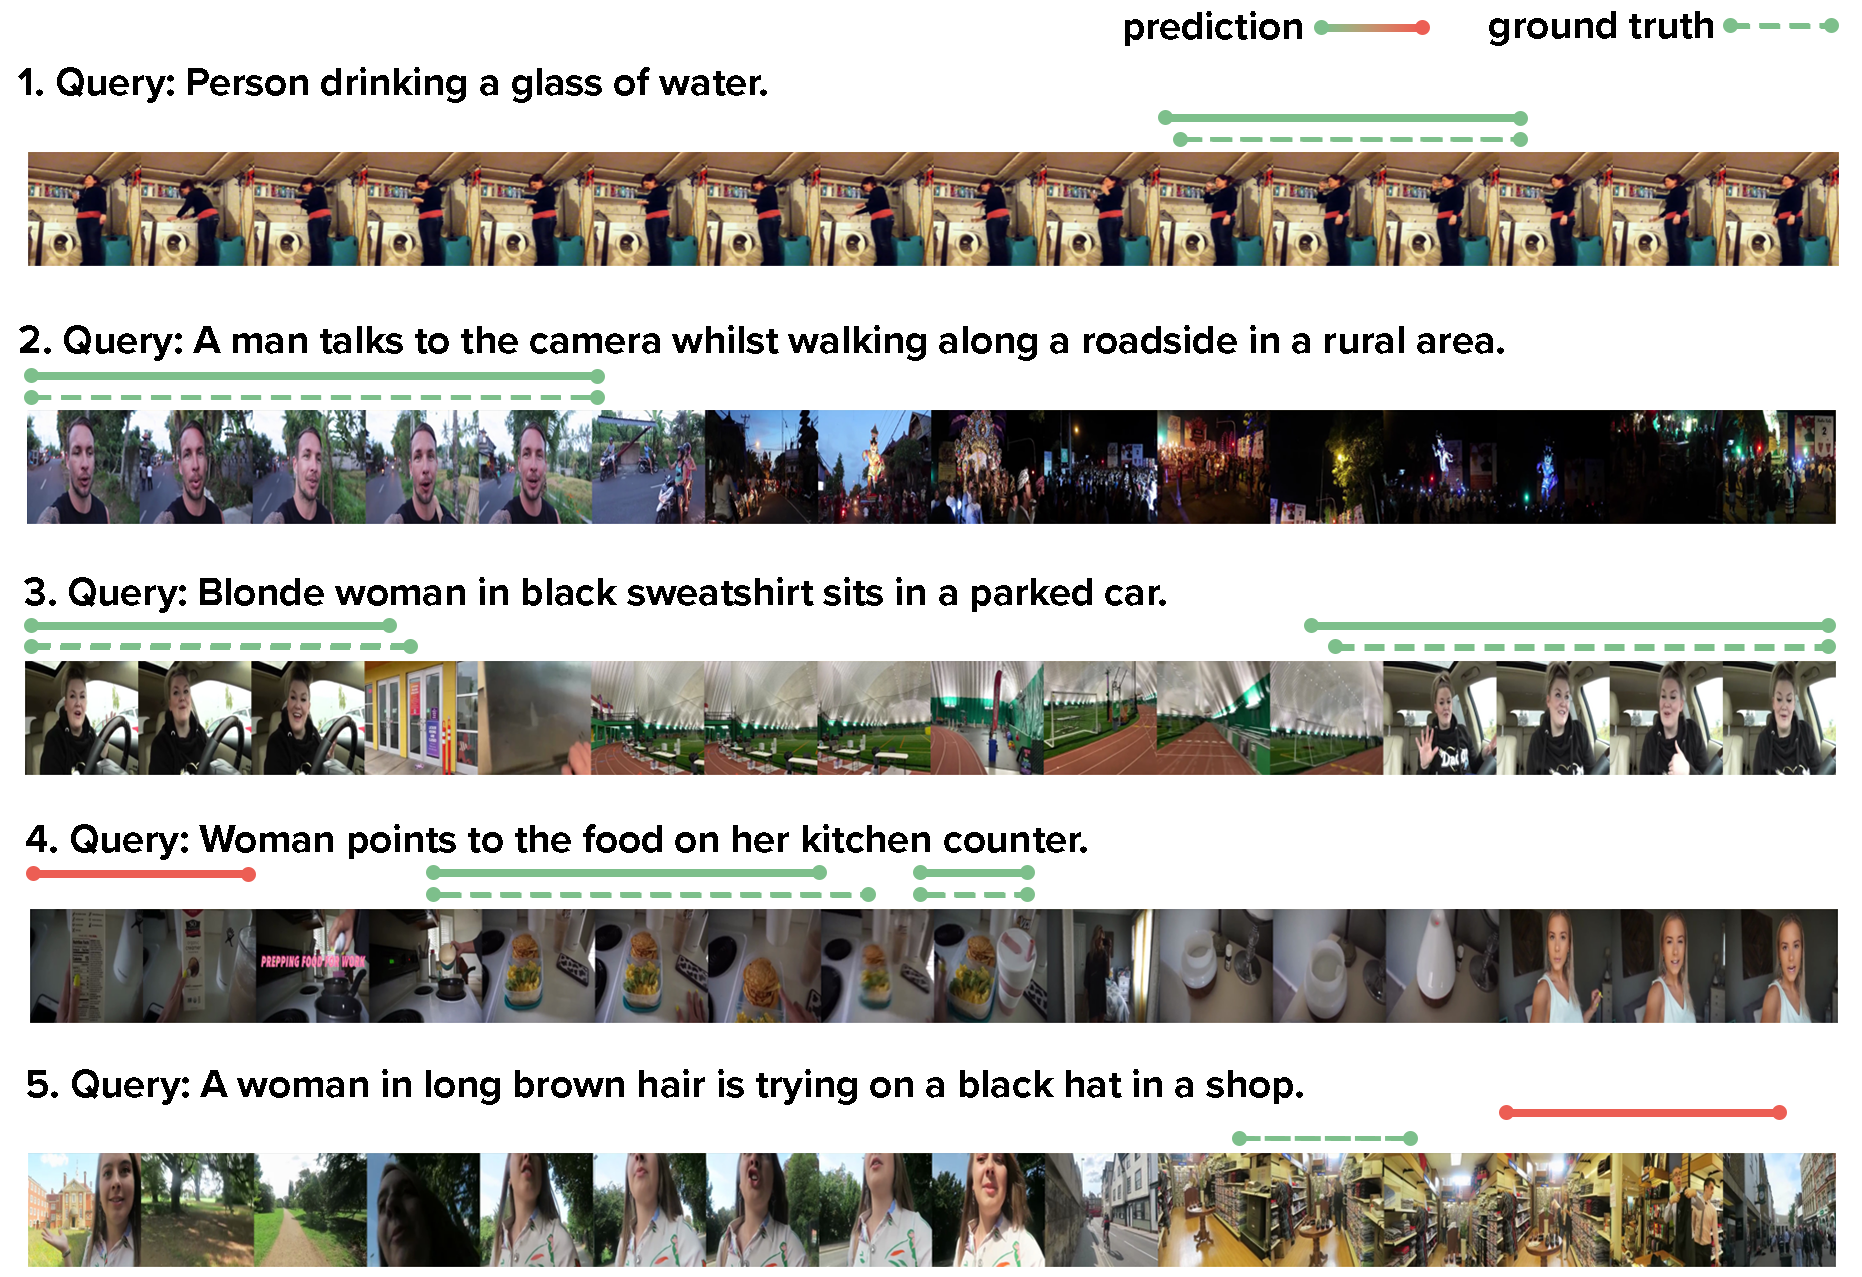 prediction ground truth
1. Query: Person drinking a glass of water.
2. Query: A man talks to the camera whilst walking along a roadside in a rural area.
3. Query: Blonde woman in black sweatshirt sits in a parked car.
4. Query: Woman points to the food on her kitchen counter.
PREPPING FOOD FOR WORK
5. Query: A woman in long brown hair is trying on a black hat in a shop.